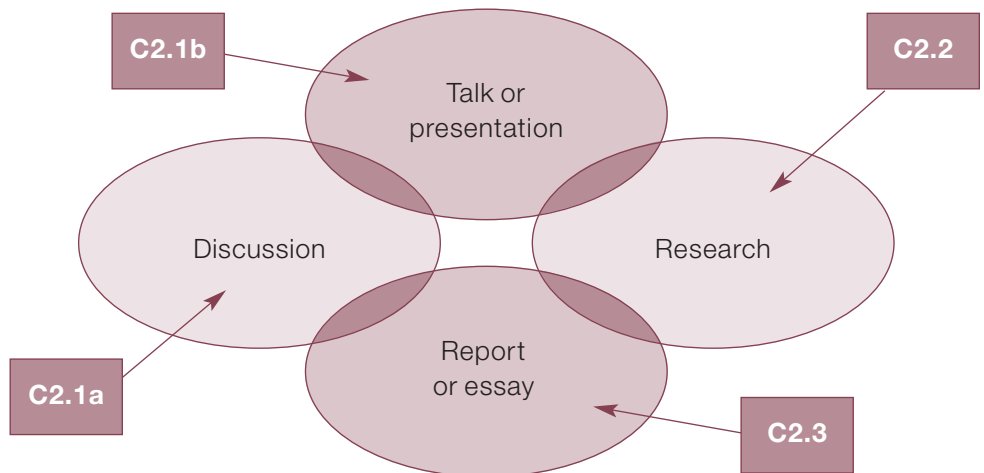 C2.1b
C2.2
Talk or
presentation
Discussion
Research
Report
or essay
C2.1a
C2.3